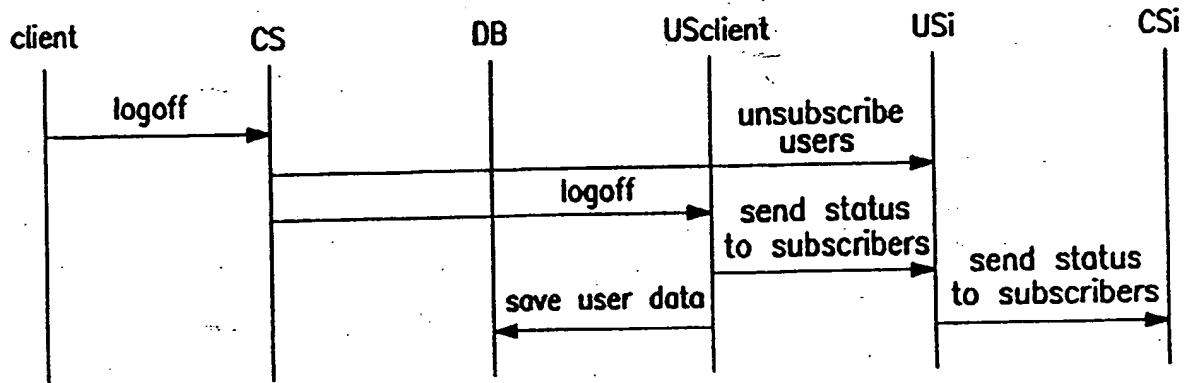 client
CS
DB
USclient
USi
CSi
logoff
unsubscribe
users
logoff
send status
to subscribers
send status
to subscribers
save user data